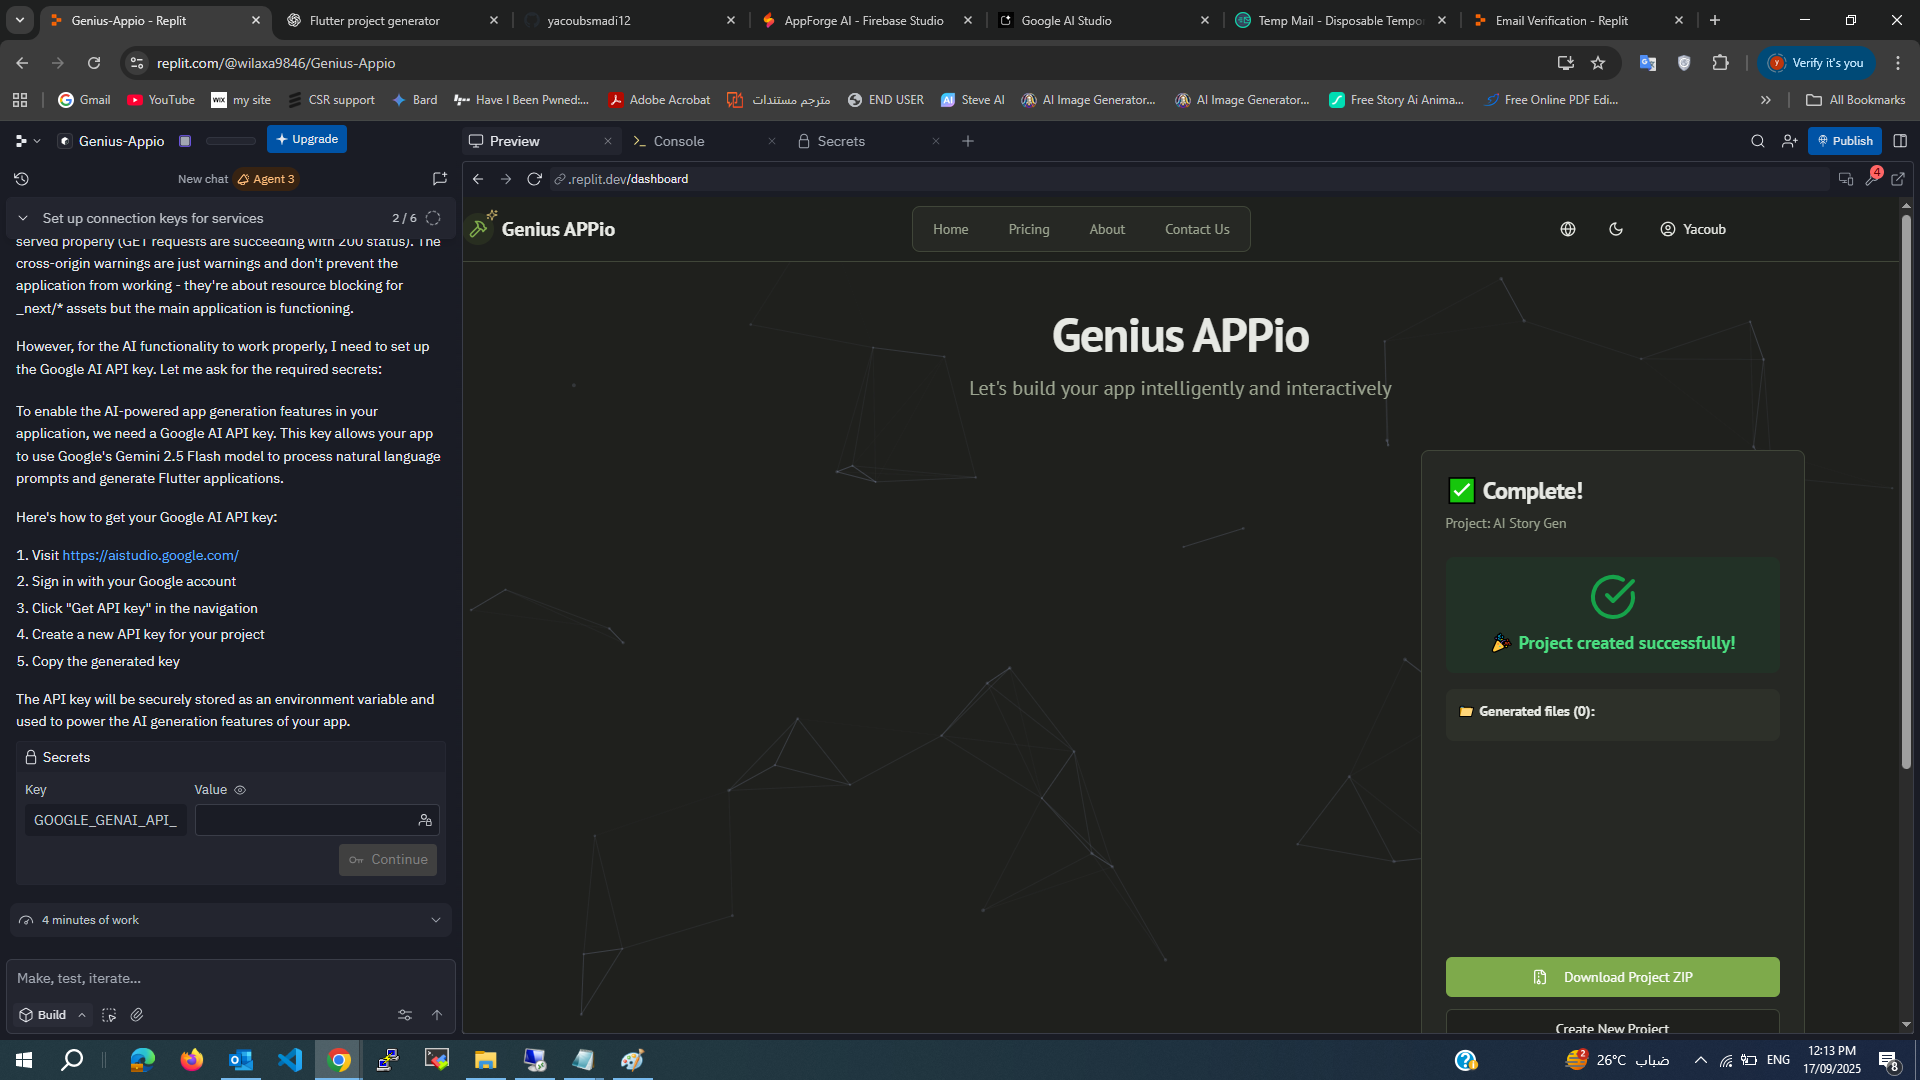 Genius-Appio - Replit
Flutter project generator
yacoubsmadi12
AppForge AI - Firebase Studio
Google AI Studio
Temp Mail - Disposable Tempor
Email Verification - Replit
replit.com/@wilaxa9846/Genius-Appio
Verify it's you
Gmail
YouTube
WIX my site
CSR support
Bard
Have I Been Pwned:...
Adobe Acrobat
مترجم مستندات
END USER
Steve AI
AI Image Generator...
AI Image Generator...
Free Story Ai Anima...
Free Online PDF Edi...
All Bookmarks
Genius-Appio
Upgrade
Preview
Console
Secrets
Publish
New chat
Agent 3
.replit.dev/dashboard
4
Set up connection keys for services
2 / 6
served properly (GET requests are succeeding with 200 status). The
cross-origin warnings are just warnings and don't prevent the
application from working - they're about resource blocking for
_next/* assets but the main application is functioning.
However, for the AI functionality to work properly, I need to set up
the Google AI API key. Let me ask for the required secrets:
To enable the AI-powered app generation features in your
application, we need a Google AI API key. This key allows your app
to use Google's Gemini 2.5 Flash model to process natural language
prompts and generate Flutter applications.
Here's how to get your Google AI API key:
1. Visit https://aistudio.google.com/
2. Sign in with your Google account
3. Click "Get API key" in the navigation
4. Create a new API key for your project
5. Copy the generated key
The API key will be securely stored as an environment variable and
used to power the AI generation features of your app.
Secrets
Key
Value
GOOGLE_GENAI_API_
Continue
4 minutes of work
Make, test, iterate...
Build
Genius APPio
Home
Pricing
About
Contact Us
Yacoub
Genius APPio
Let's build your app intelligently and interactively
Complete!
Project: AI Story Gen
Project created successfully!
Generated files (0):
Download Project ZIP
Create New Project
2
26°C ضباب
ENG
12:13 PM
17/09/2025
8